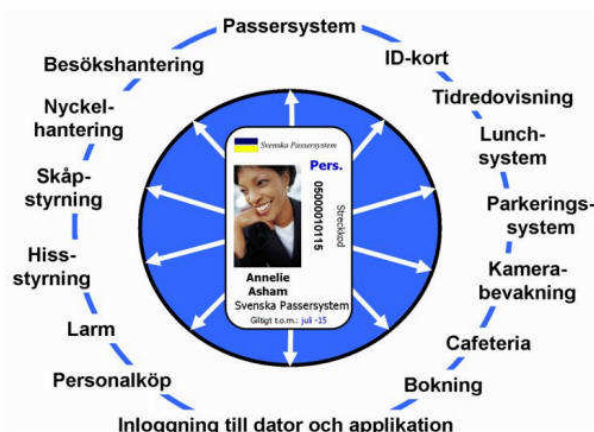 Passersystem
ID-kort
Tidredovisning
Lunch-
system
Parkerings-
system
Kamera-
bevakning
Cafeteria
Bokning
Inloggning till dator och applikation
Personalköp
Larm
Hiss-
styrning
Skåp-
styrning
Nyckel-
hantering
Besökshantering
Svenska Passersystem
Pers.
05000010115
Streckkod
Annelie
Asham
Svenska Passersystem
Giltigt t.o.m.: juli -15